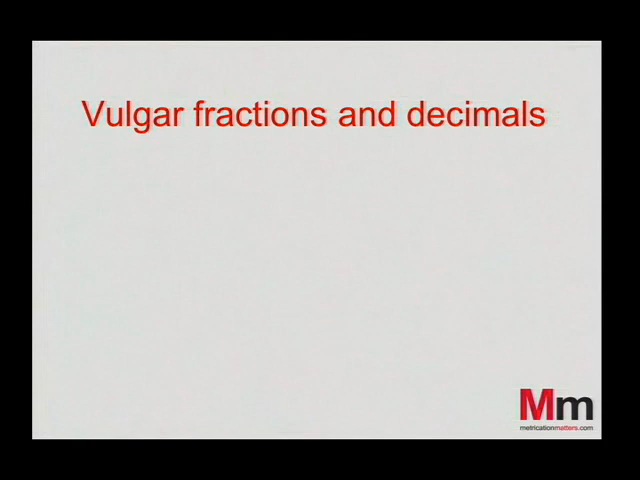 Vulgar fractions and decimals
Mm
metricationmatters.com